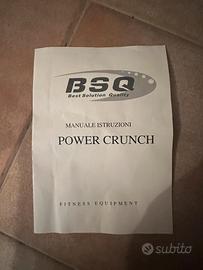 BSQ
Best Solution Quality
MANUALE ISTRUZIONI
POWER CRUNCH
FITNESS EQUIPMENT
subito